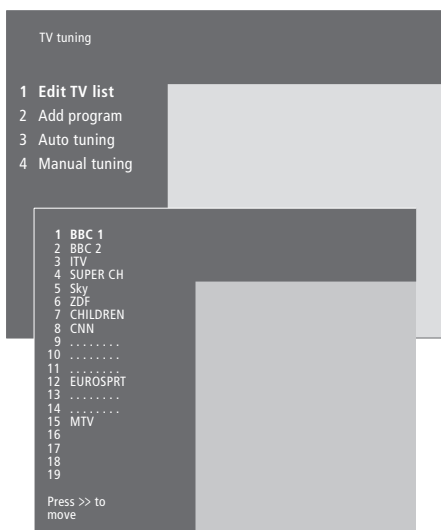 TV tuning
1 Edit TV list
2 Add program
3 Auto tuning
4 Manual tuning
1 BBC 1
2 BBC 2
3 ITV
4 SUPER CH
5 Sky
6 ZDF
7 CHILDREN
8 CNN
9 ........
10 ........
11 ........
12 EUROSPRT
13 ........
14 ........
15 MTV
16
17
18
19
Press >> to
move